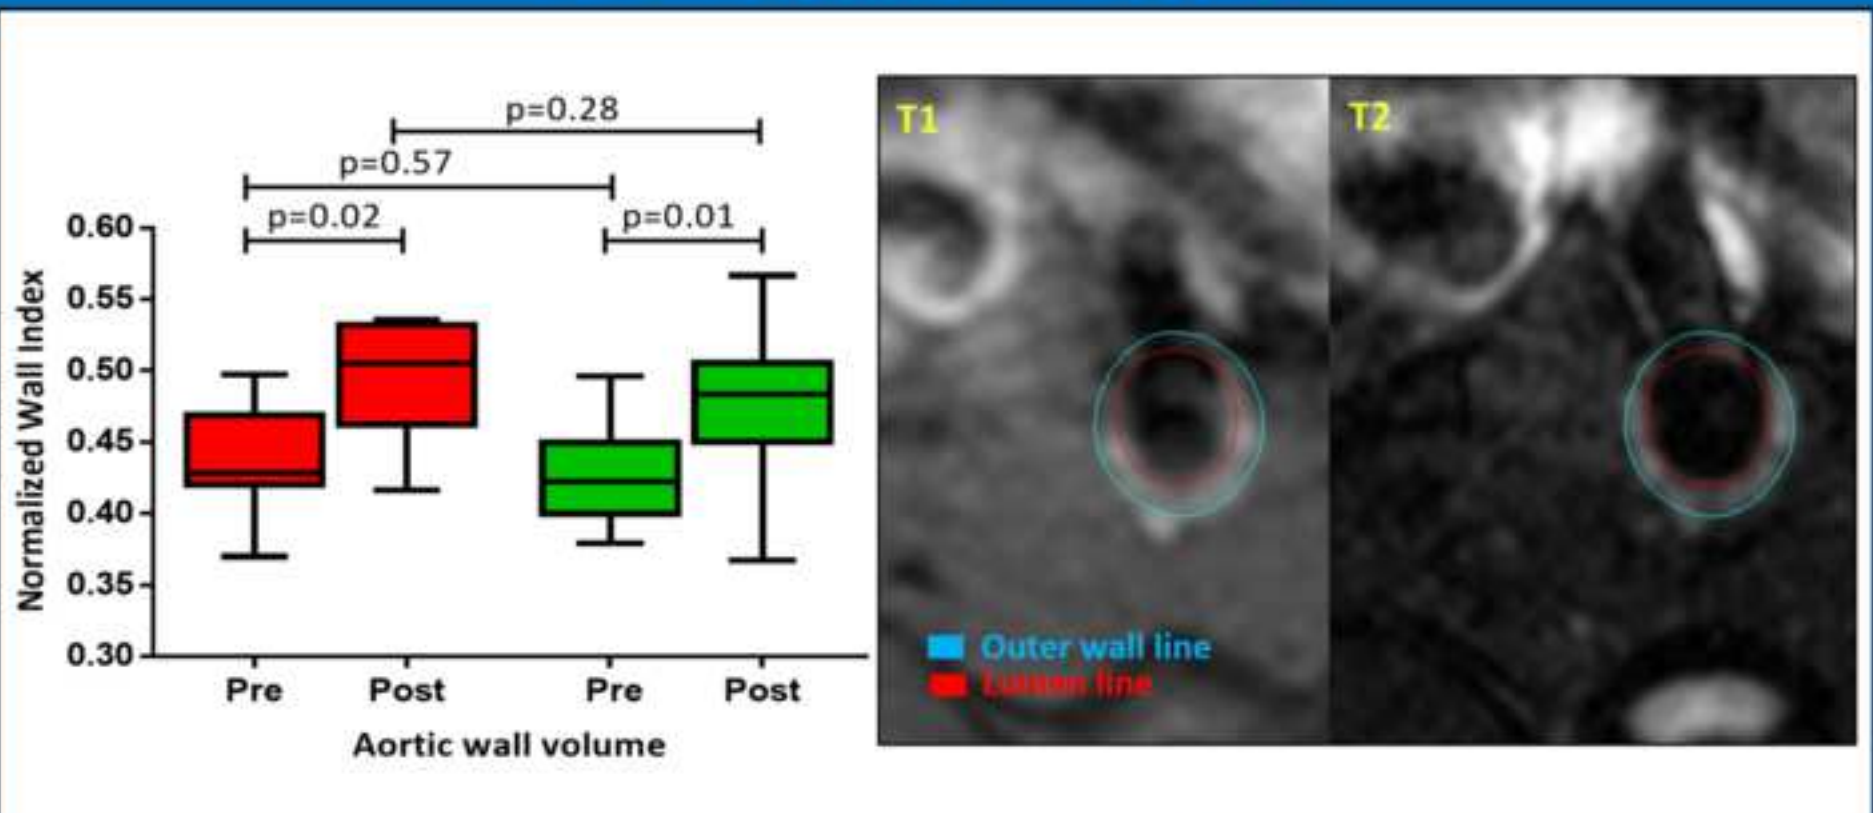 p=0.28
p=0.57
p=0.02
p=0.01
Normalized Wall Index
0.60
0.55
0.50
0.45
0.40
0.35
0.30
Pre
Post
Pre
Post
Aortic wall volume
T1
T2
Outer wall line
Lumen line